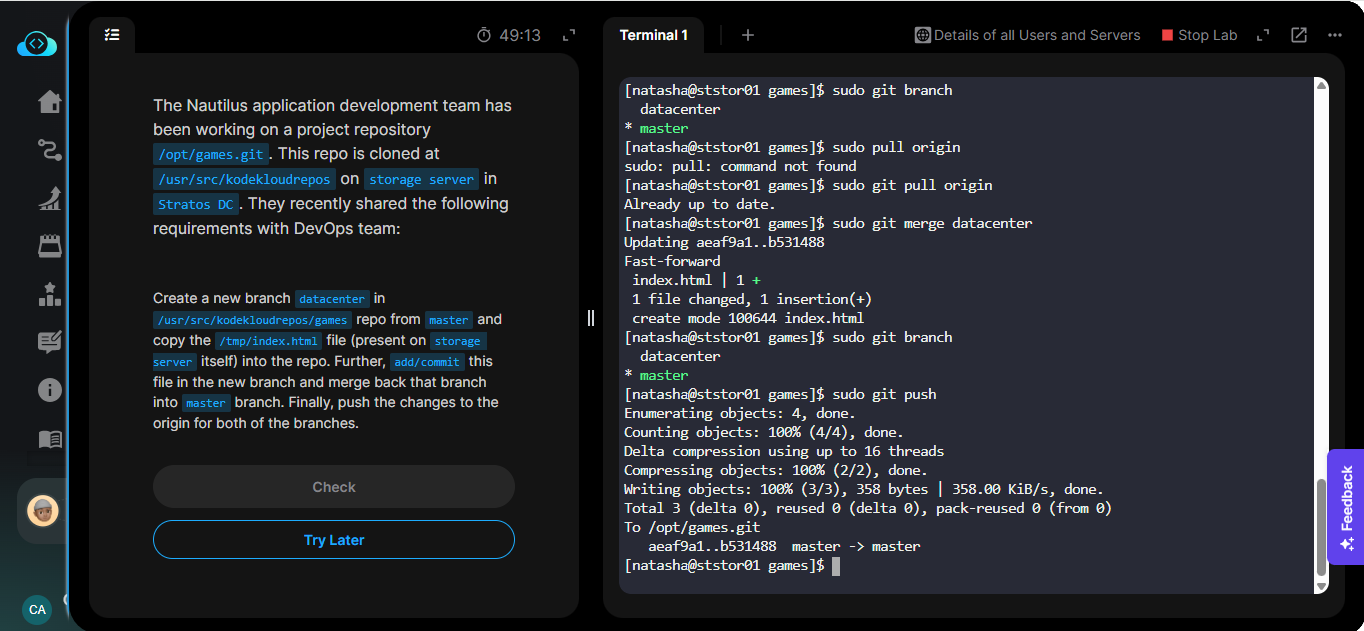 49:13
The Nautilus application development team has
been working on a project repository
/opt/games.git . This repo is cloned at
/usr/src/kodekloudrepos on storage server in
Stratos DC . They recently shared the following
requirements with DevOps team:
Create a new branch datacenter in
/usr/src/kodekloudrepos/games repo from master and
copy the /tmp/index.html file (present on storage
server itself) into the repo. Further, add/commit this
file in the new branch and merge back that branch
into master branch. Finally, push the changes to the
origin for both of the branches.
Check
Try Later
CA
Terminal 1
Details of all Users and Servers
Stop Lab
[natasha@ststor01 games]$ sudo git branch
  datacenter
* master
[natasha@ststor01 games]$ sudo pull origin
sudo: pull: command not found
[natasha@ststor01 games]$ sudo git pull origin
Already up to date.
[natasha@ststor01 games]$ sudo git merge datacenter
Updating aeaf9a1..b531488
Fast-forward
 index.html | 1 +
 1 file changed, 1 insertion(+)
 create mode 100644 index.html
[natasha@ststor01 games]$ sudo git branch
  datacenter
* master
[natasha@ststor01 games]$ sudo git push
Enumerating objects: 4, done.
Counting objects: 100% (4/4), done.
Delta compression using up to 16 threads
Compressing objects: 100% (2/2), done.
Writing objects: 100% (3/3), 358 bytes | 358.00 KiB/s, done.
Total 3 (delta 0), reused 0 (delta 0), pack-reused 0 (from 0)
To /opt/games.git
   aeaf9a1..b531488  master -> master
[natasha@ststor01 games]$
Feedback